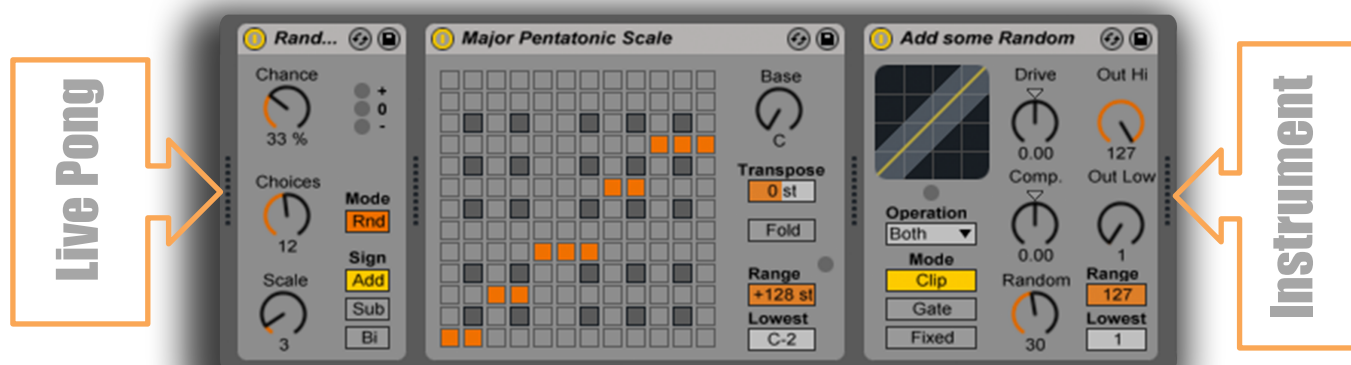 Live Pong
Rand...
Chance
33 %
+
0
-
Choices
12
Mode
Rnd
Sign
Add
Sub
Bi
Scale
3
Major Pentatonic Scale
Base
C
Transpose
0 st
Fold
Range
+128 st
Lowest
C-2
Add some Random
Drive
0.00
Out Hi
127
Comp.
0.00
Out Low
1
Operation
Both
Mode
Clip
Gate
Fixed
Random
30
Range
127
Lowest
1
Instrument